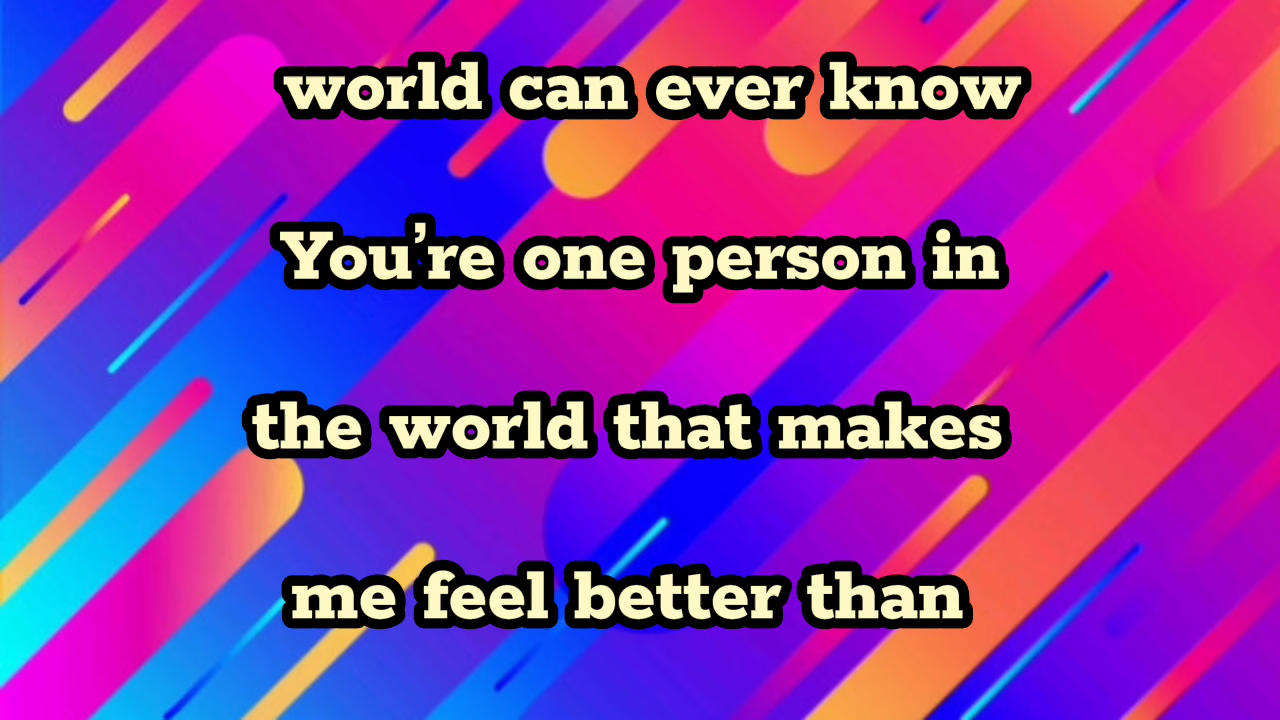 world can ever know
You’re one person in
the world that makes
me feel better than